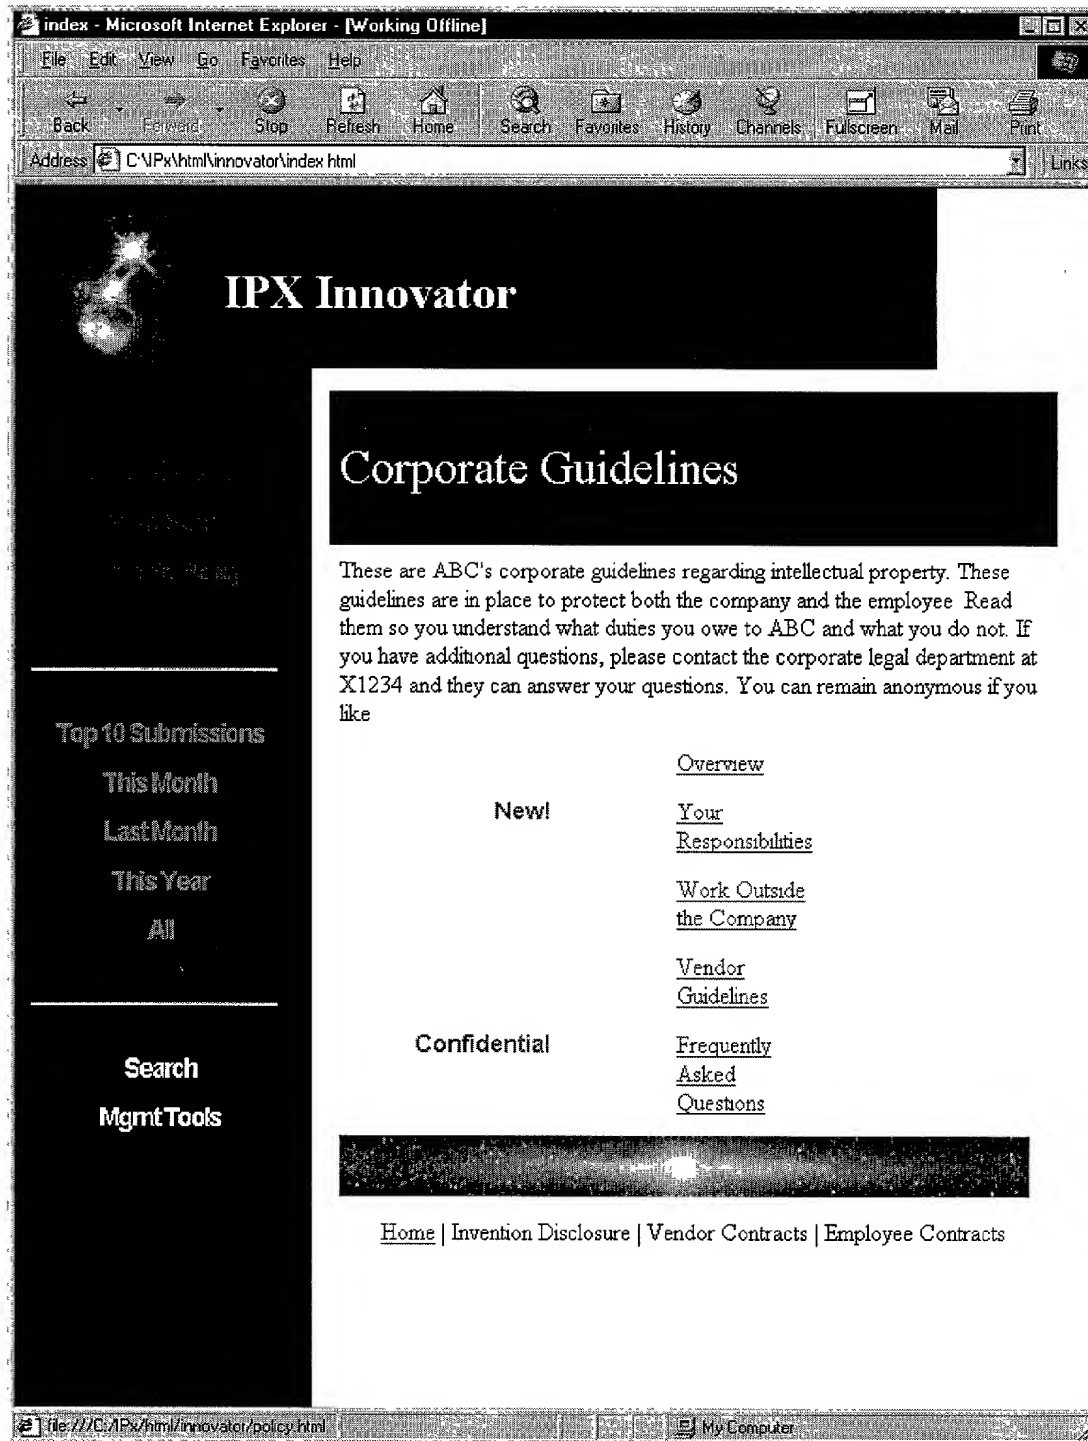 index - Microsoft Internet Explorer - [Working Offline]
File Edit View Go Favorites Help
Back Forward Stop Refresh Home Search Favorites History Channels Fullscreen Mail Print
Address C:\IPx\html\innovator\index html Links
IPX Innovator
Corporate Guidelines
These are ABC's corporate guidelines regarding intellectual property. These
guidelines are in place to protect both the company and the employee Read
them so you understand what duties you owe to ABC and what you do not. If
you have additional questions, please contact the corporate legal department at
X1234 and they can answer your questions. You can remain anonymous if you
like
Top 10 Submissions
This Month
Last Month
This Year
All
Search
Mgmt Tools
Overview
New! Your
Responsibilities
Work Outside
the Company
Vendor
Guidelines
Confidential Frequently
Asked
Questions
Home | Invention Disclosure | Vendor Contracts | Employee Contracts
file:///C:/IPx/html/innovator/policy.html My Computer